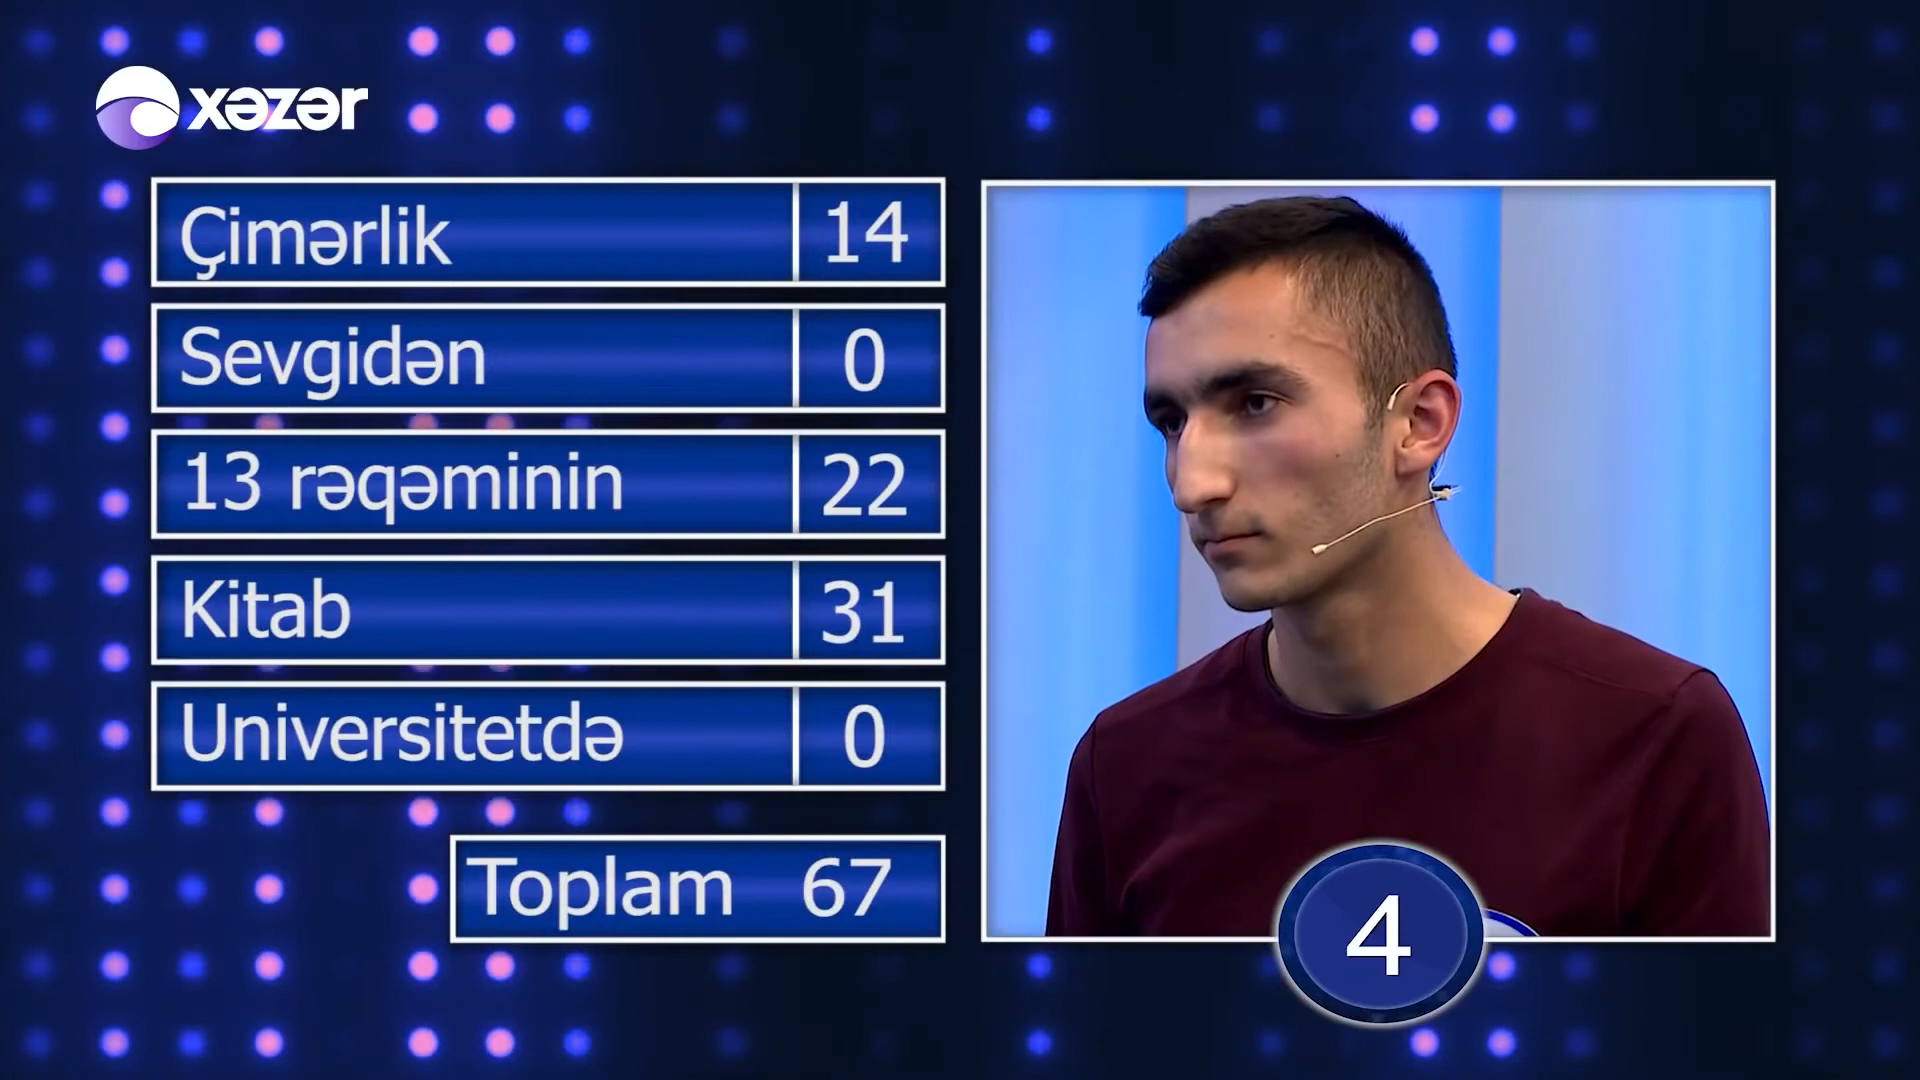 xəzər
Çimərlik 14
Sevgidən 0
13 rəqəminin 22
Kitab 31
Universitetdə 0
Toplam 67
4